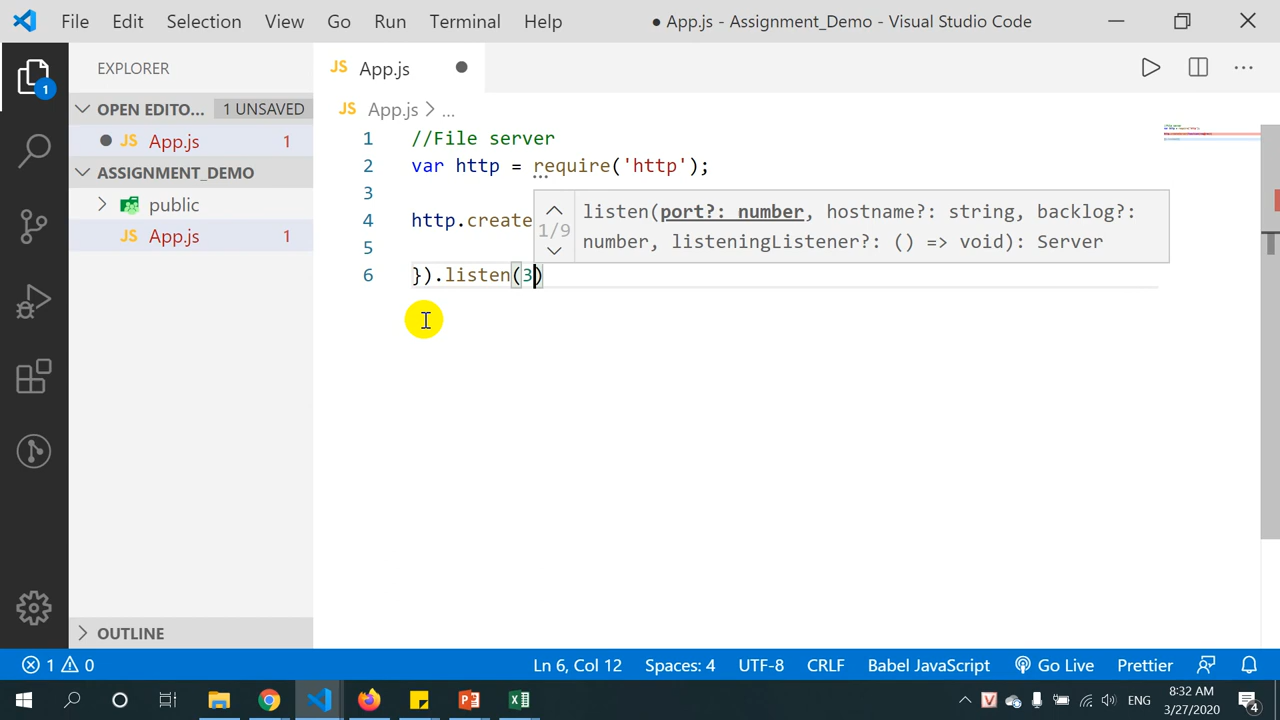 File Edit Selection View Go Run Terminal Help
● App.js - Assignment_Demo - Visual Studio Code
EXPLORER
OPEN EDITO... 1 UNSAVED
● JS App.js 1
ASSIGNMENT_DEMO
public
JS App.js 1
OUTLINE
1
JS App.js ●
JS App.js > ...
1 //File server
2 var http = require('http');
3
4 http.create
5
6 }).listen(3)
1/9
listen(port?: number, hostname?: string, backlog?:
number, listeningListener?: () => void): Server
1 0
Ln 6, Col 12 Spaces: 4 UTF-8 CRLF Babel JavaScript Go Live Prettier
ENG
8:32 AM
3/27/2020
4